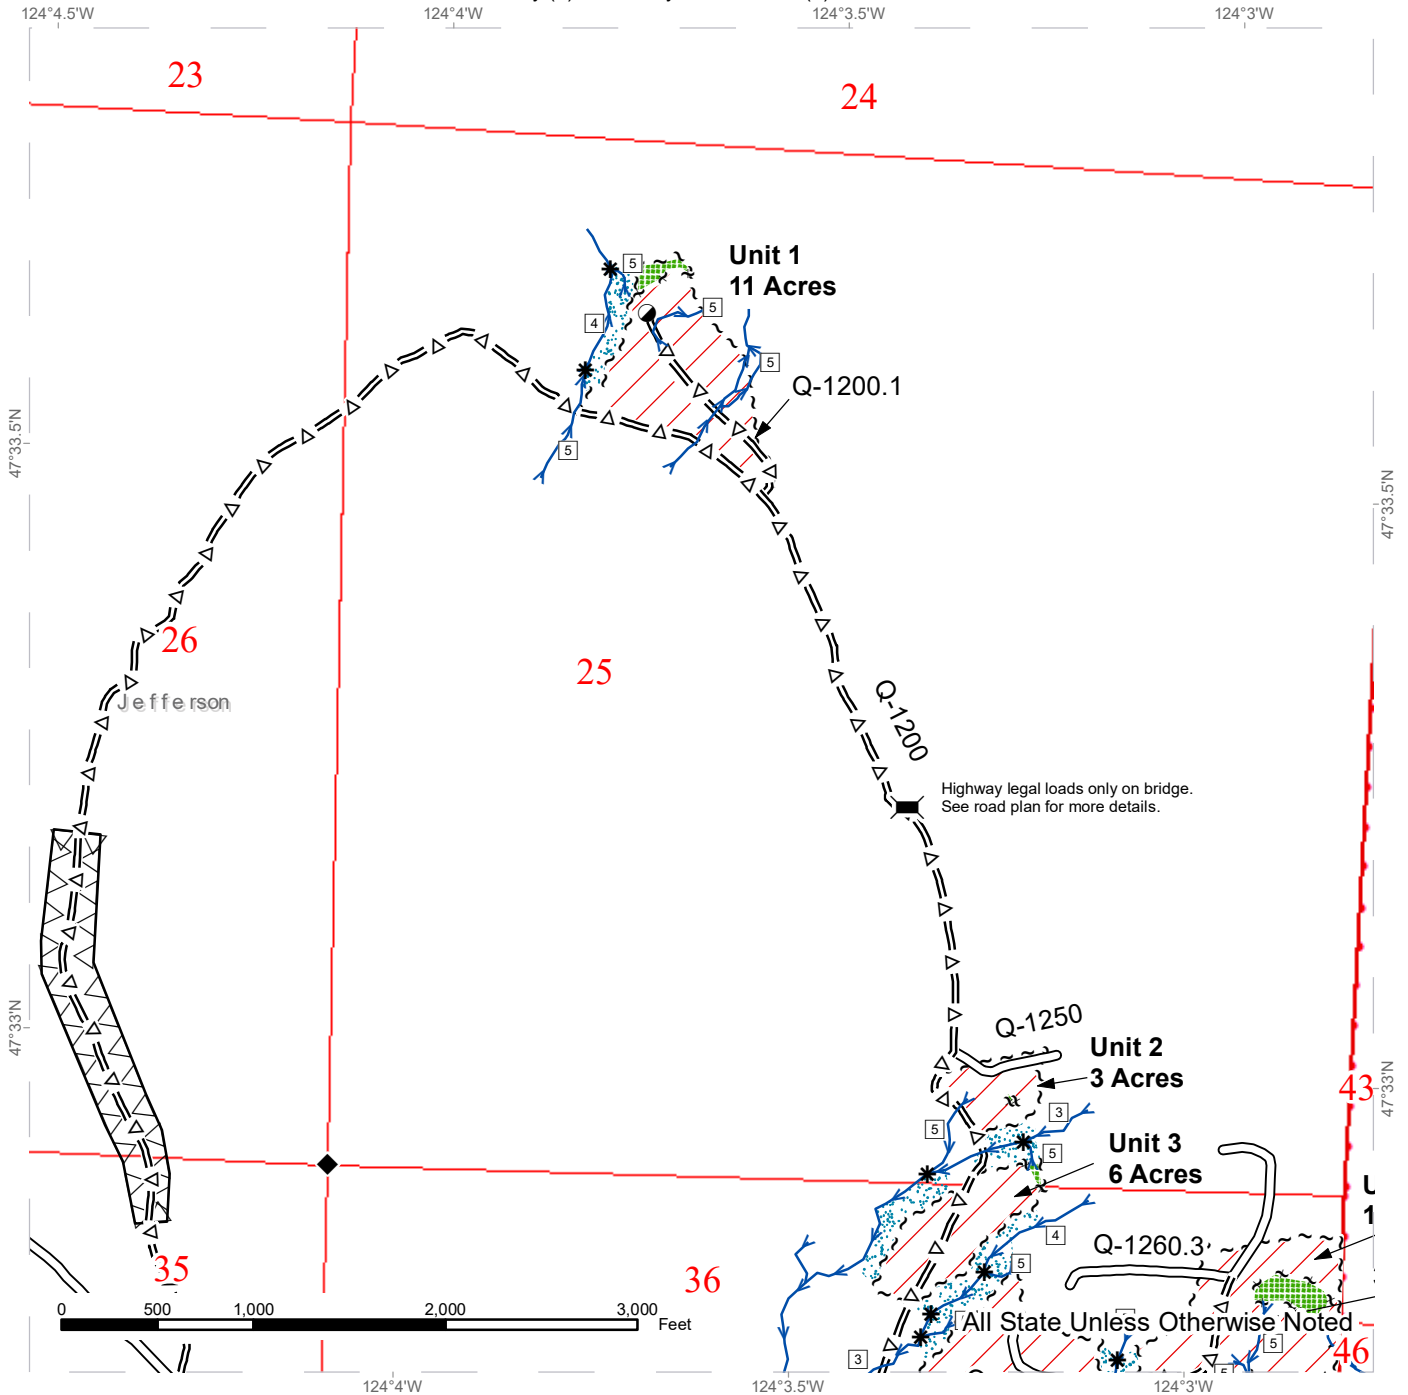 124°4.5'W
124°4'W
124°3.5'W
124°3'W
23
24
Unit 1
11 Acres
5
5
4
5
Q-1200.1
5
47°33.5'N
47°33.5'N
26
25
Jefferson
Q-1200
Highway legal loads only on bridge.
See road plan for more details.
47°33'N
47°33'N
Q-1250
Unit 2
3 Acres
43
3
5
5
Unit 3
6 Acres
4
5
Q-1260.3
35
36
0 500 1,000 2,000 3,000
Feet
All State Unless Otherwise Noted
5
3
46
124°4'W
124°3.5'W
124°3'W